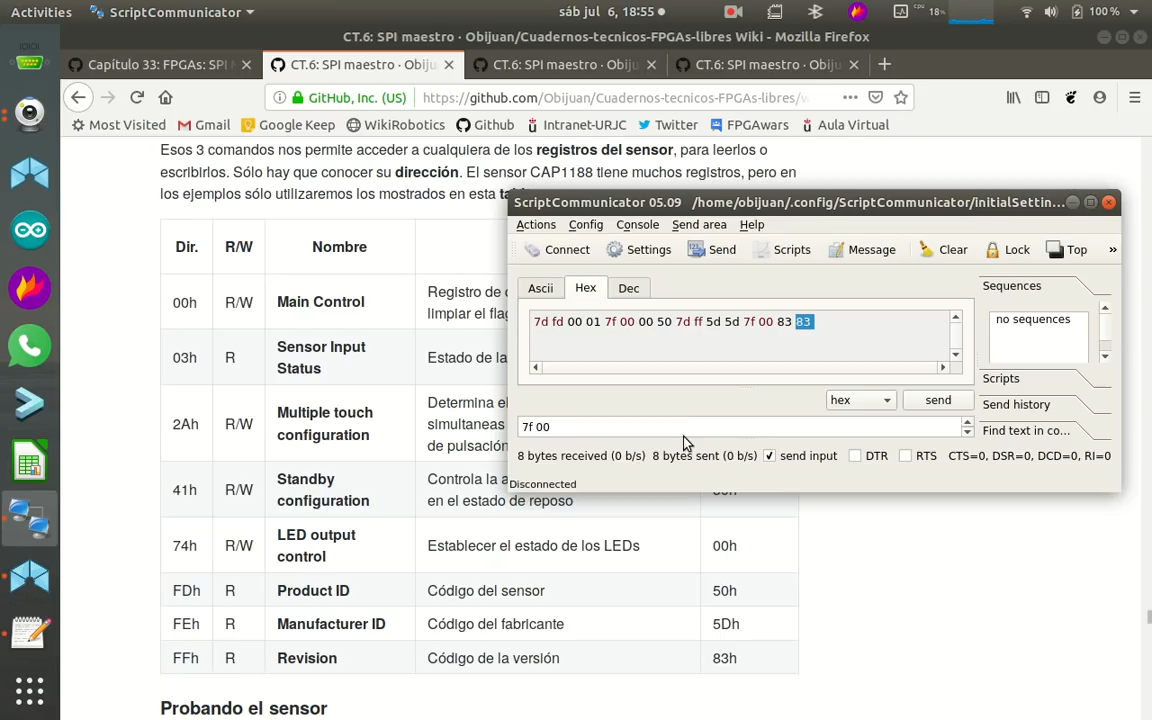 Activities ScriptCommunicator sáb jul 6, 18:55 cpu 18% 100 %
CT.6: SPI maestro · Obijuan/Cuadernos-tecnicos-FPGAs-libres Wiki - Mozilla Firefox
Capítulo 33: FPGAs: SPI M CT.6: SPI maestro · Obijua CT.6: SPI maestro · Obiju CT.6: SPI maestro · Obiju
GitHub, Inc. (US) https://github.com/Obijuan/Cuadernos-tecnicos-FPGAs-libres/w
Most Visited Gmail Google Keep WikiRobotics Github Intranet-URJC Twitter FPGAwars Aula Virtual
Esos 3 comandos nos permite acceder a cualquiera de los registros del sensor, para leerlos o
escribirlos. Sólo hay que conocer su dirección. El sensor CAP1188 tiene muchos registros, pero en
los ejemplos sólo utilizaremos los mostrados en esta
Dir. R/W Nombre
00h R/W Main Control Registro de
limpiar el flag
03h R Sensor Input Status Estado de la
2Ah R/W Multiple touch configuration Determina el
simultaneas
de pulsación
41h R/W Standby configuration Controla la
en el estado de reposo
74h R/W LED output control Establecer el estado de los LEDs 00h
FDh R Product ID Código del sensor 50h
FEh R Manufacturer ID Código del fabricante 5Dh
FFh R Revision Código de la versión 83h
Probando el sensor
ScriptCommunicator 05.09 /home/obijuan/.config/ScriptCommunicator/initialSettin...
Actions Config Console Send area Help
Connect Settings Send Scripts Message Clear Lock Top »
Ascii Hex Dec
7d fd 00 01 7f 00 00 50 7d ff 5d 5d 7f 00 83 83
Sequences
no sequences
Scripts
Send history
Find text in co...
hex send
7f 00
8 bytes received (0 b/s) 8 bytes sent (0 b/s) send input DTR RTS CTS=0, DSR=0, DCD=0, RI=0
Disconnected